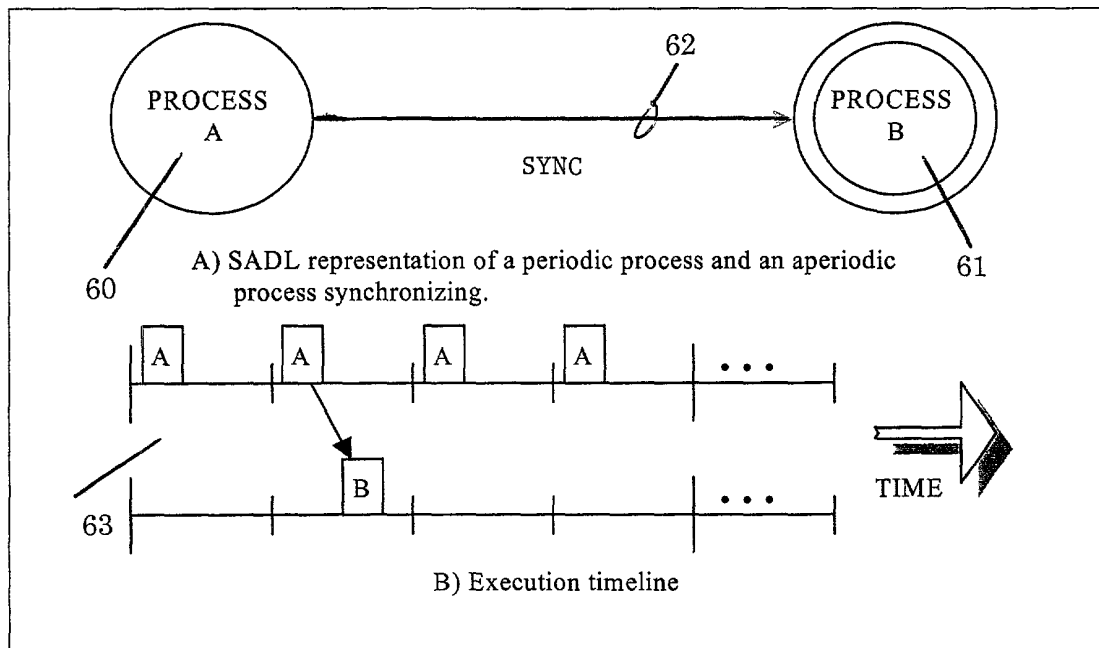 62
PROCESS
A
PROCESS
B
SYNC
60
61
A) SADL representation of a periodic process and an aperiodic
process synchronizing.
A
A
A
A
• • •
B
• • •
TIME
63
B) Execution timeline